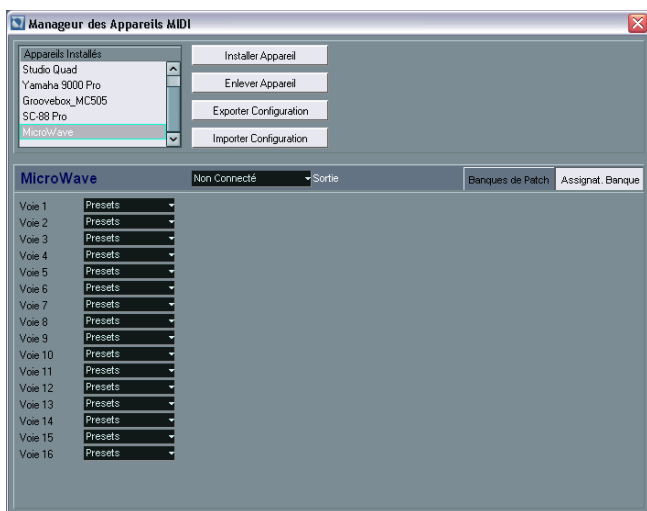 Manageur des Appareils MIDI
Appareils Installés
Studio Quad
Yamaha 9000 Pro
Groovebox_MC505
SC-88 Pro
MicroWave
Installer Appareil
Enlever Appareil
Exporter Configuration
Importer Configuration
MicroWave Non Connecté Sortie Banques de Patch Assignat. Banque
Voie 1 Presets
Voie 2 Presets
Voie 3 Presets
Voie 4 Presets
Voie 5 Presets
Voie 6 Presets
Voie 7 Presets
Voie 8 Presets
Voie 9 Presets
Voie 10 Presets
Voie 11 Presets
Voie 12 Presets
Voie 13 Presets
Voie 14 Presets
Voie 15 Presets
Voie 16 Presets